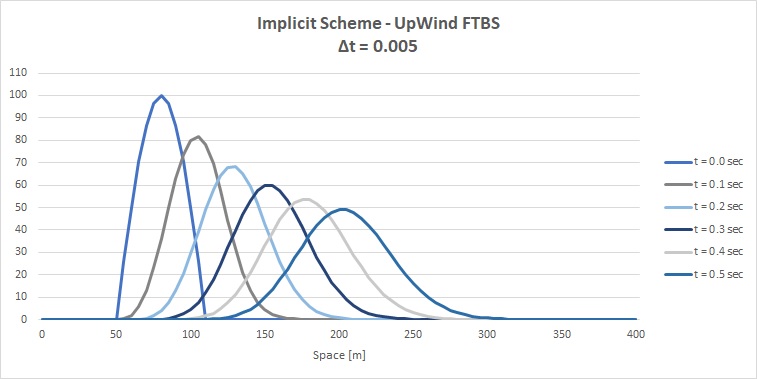 Implicit Scheme - UpWind FTBS
Δt = 0.005
110
100
90
80
70
60
50
40
30
20
10
0
0 50 100 150 200 250 300 350 400
Space [m]
t = 0.0 sec
t = 0.1 sec
t = 0.2 sec
t = 0.3 sec
t = 0.4 sec
t = 0.5 sec